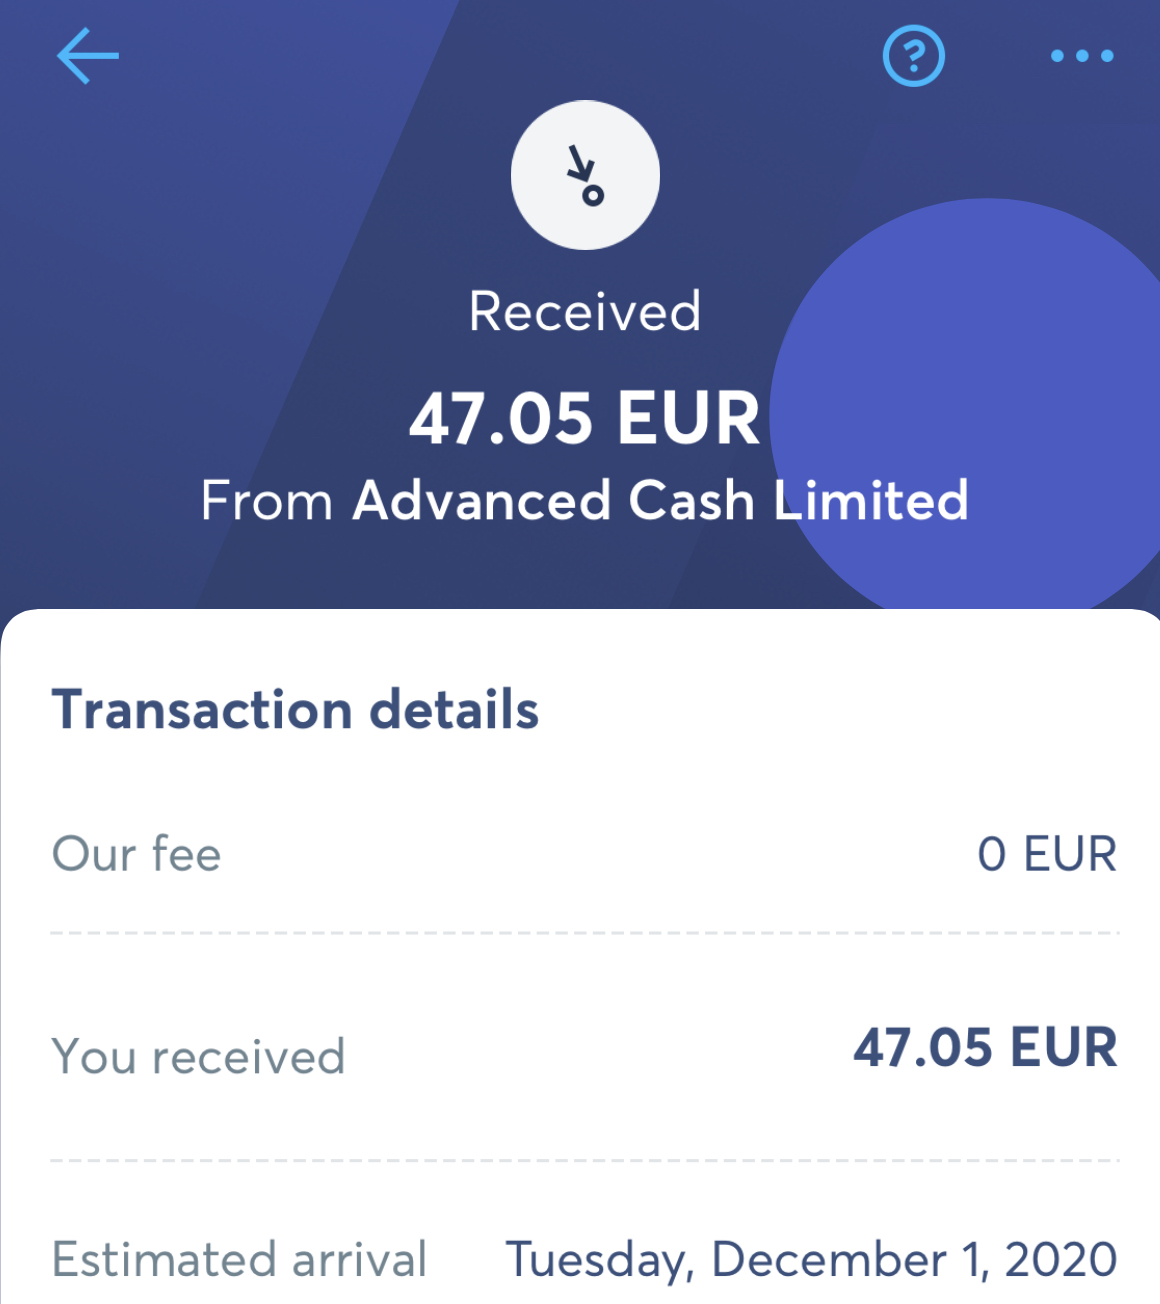 Received
47.05 EUR
From Advanced Cash Limited
Transaction details
Our fee 0 EUR
You received 47.05 EUR
Estimated arrival Tuesday, December 1, 2020